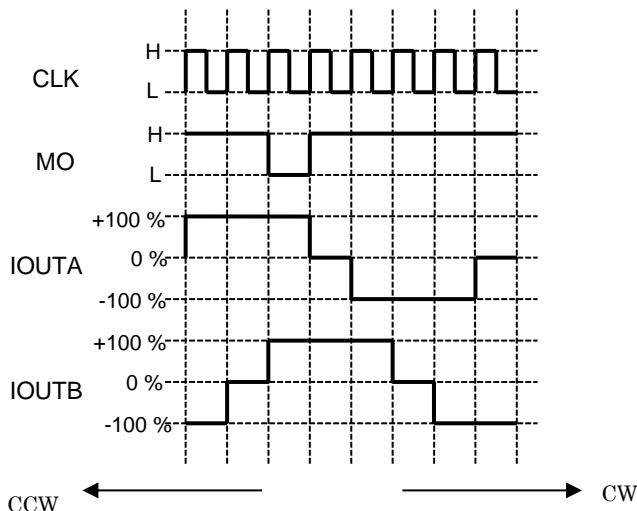 H
CLK
L
H
MO
L
+100 %
IOUTA
0 %
-100 %
+100 %
IOUTB
0 %
-100 %
CCW
CW